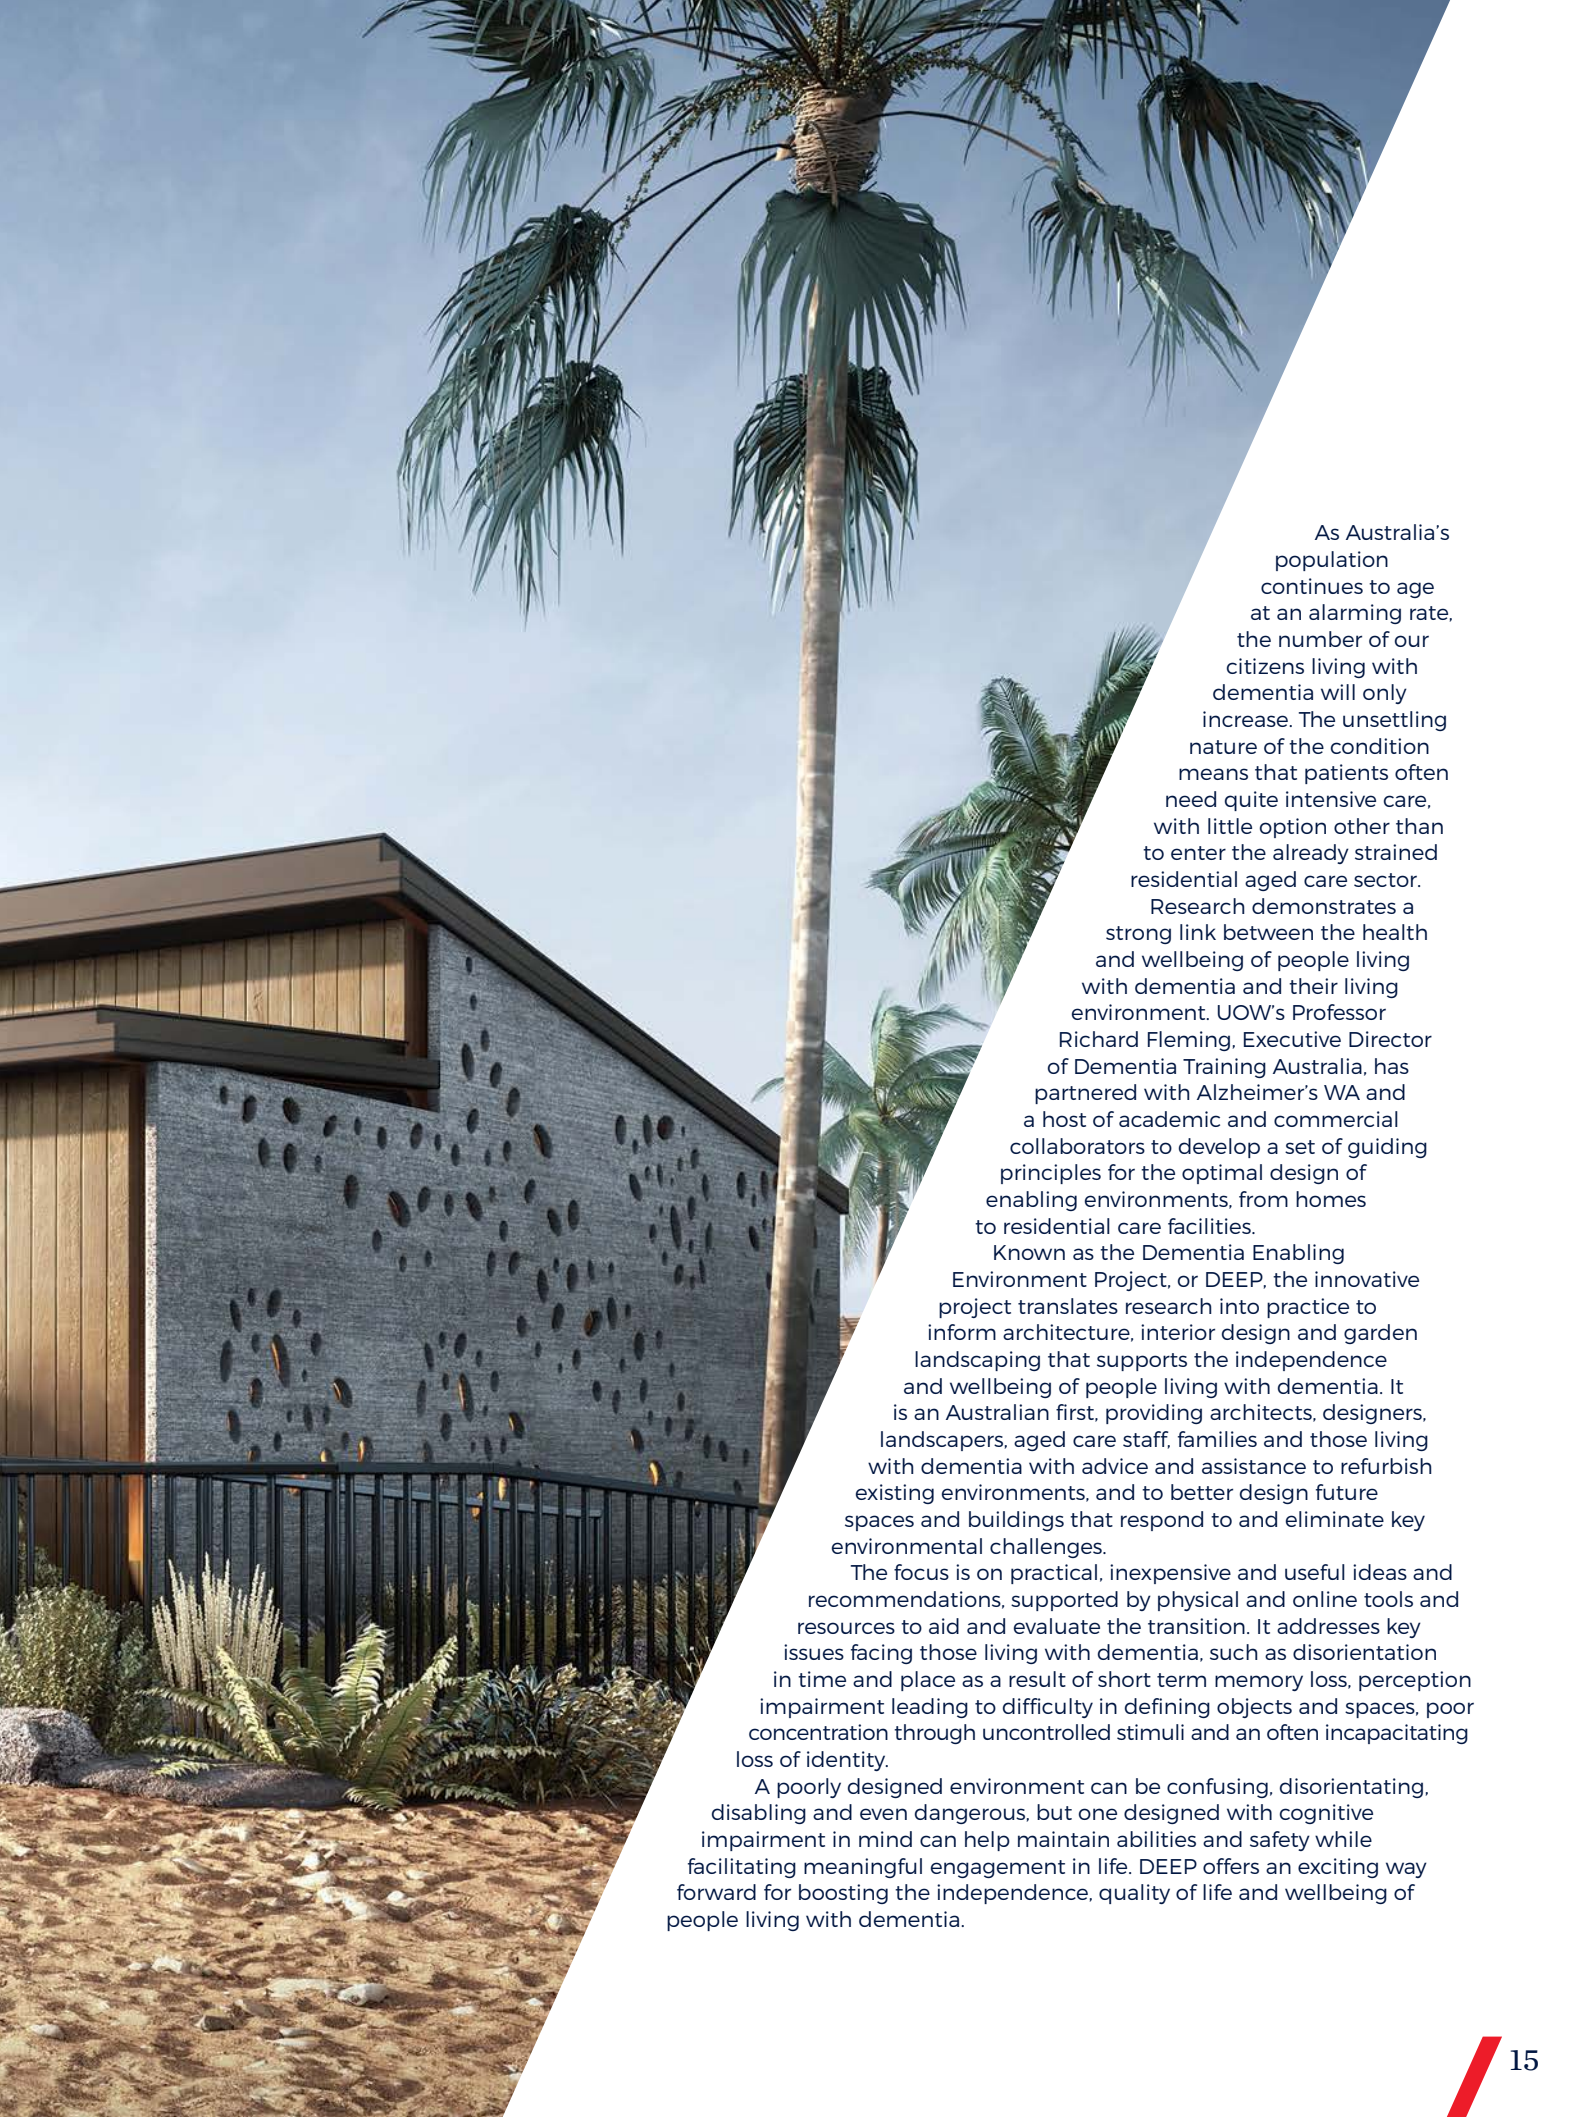 As Australia’s
population
continues to age
at an alarming rate,
the number of our
citizens living with
dementia will only
increase. The unsettling
nature of the condition
means that patients often
need quite intensive care,
with little option other than
to enter the already strained
residential aged care sector.
Research demonstrates a
strong link between the health
and wellbeing of people living
with dementia and their living
environment. UOW’s Professor
Richard Fleming, Executive Director
of Dementia Training Australia, has
partnered with Alzheimer’s WA and
a host of academic and commercial
collaborators to develop a set of guiding
principles for the optimal design of
enabling environments, from homes
to residential care facilities.
Known as the Dementia Enabling
Environment Project, or DEEP, the innovative
project translates research into practice to
inform architecture, interior design and garden
landscaping that supports the independence
and wellbeing of people living with dementia. It
is an Australian first, providing architects, designers,
landscapers, aged care staff, families and those living
with dementia with advice and assistance to refurbish
existing environments, and to better design future
spaces and buildings that respond to and eliminate key
environmental challenges.
The focus is on practical, inexpensive and useful ideas and
recommendations, supported by physical and online tools and
resources to aid and evaluate the transition. It addresses key
issues facing those living with dementia, such as disorientation
in time and place as a result of short term memory loss, perception
impairment leading to difficulty in defining objects and spaces, poor
concentration through uncontrolled stimuli and an often incapacitating
loss of identity.
A poorly designed environment can be confusing, disorientating,
disabling and even dangerous, but one designed with cognitive
impairment in mind can help maintain abilities and safety while
facilitating meaningful engagement in life. DEEP offers an exciting way
forward for boosting the independence, quality of life and wellbeing of
people living with dementia.
15